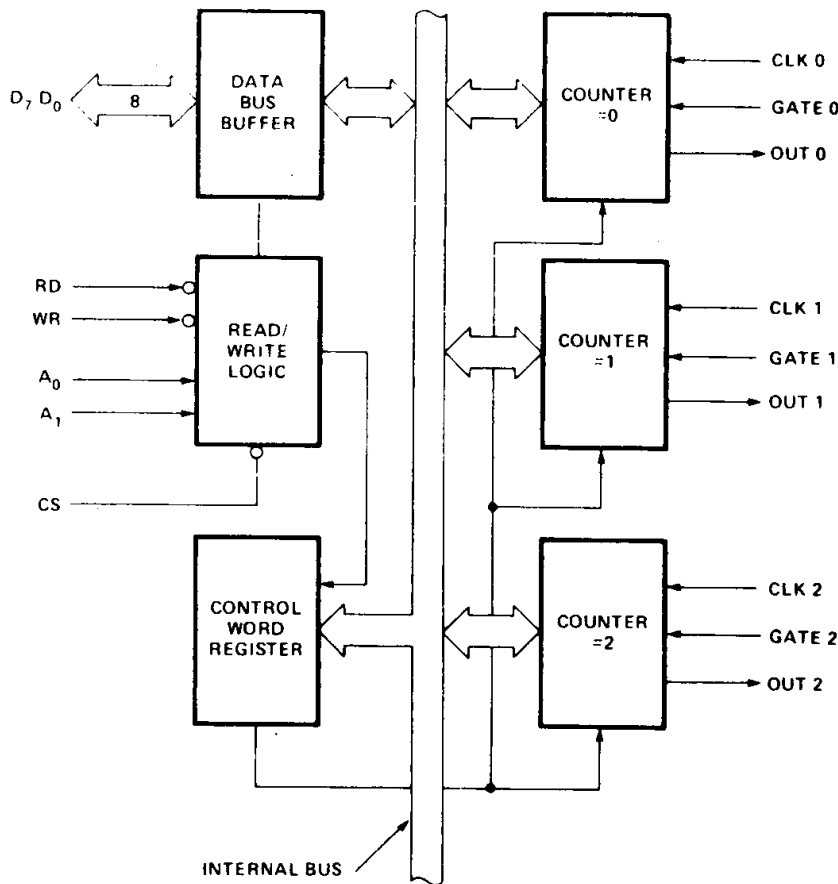 D7 D0
8
DATA
BUS
BUFFER
COUNTER
=0
CLK 0
GATE 0
OUT 0
RD
WR
A0
A1
CS
READ/
WRITE
LOGIC
COUNTER
=1
CLK 1
GATE 1
OUT 1
CONTROL
WORD
REGISTER
COUNTER
=2
CLK 2
GATE 2
OUT 2
INTERNAL BUS